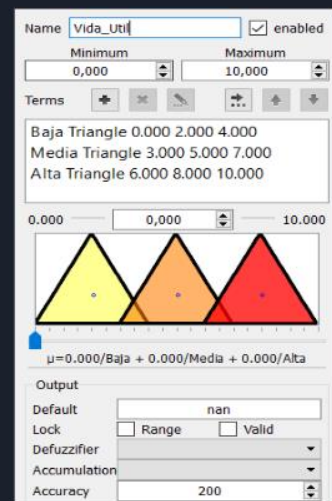 Name Vida_Util enabled
Minimum Maximum
0,000 10,000
Terms
Baja Triangle 0.000 2.000 4.000
Media Triangle 3.000 5.000 7.000
Alta Triangle 6.000 8.000 10.000
0.000 0,000 10.000
μ=0.000/Baja + 0.000/Media + 0.000/Alta
Output
Default nan
Lock Range Valid
Defuzzifier
Accumulation
Accuracy 200